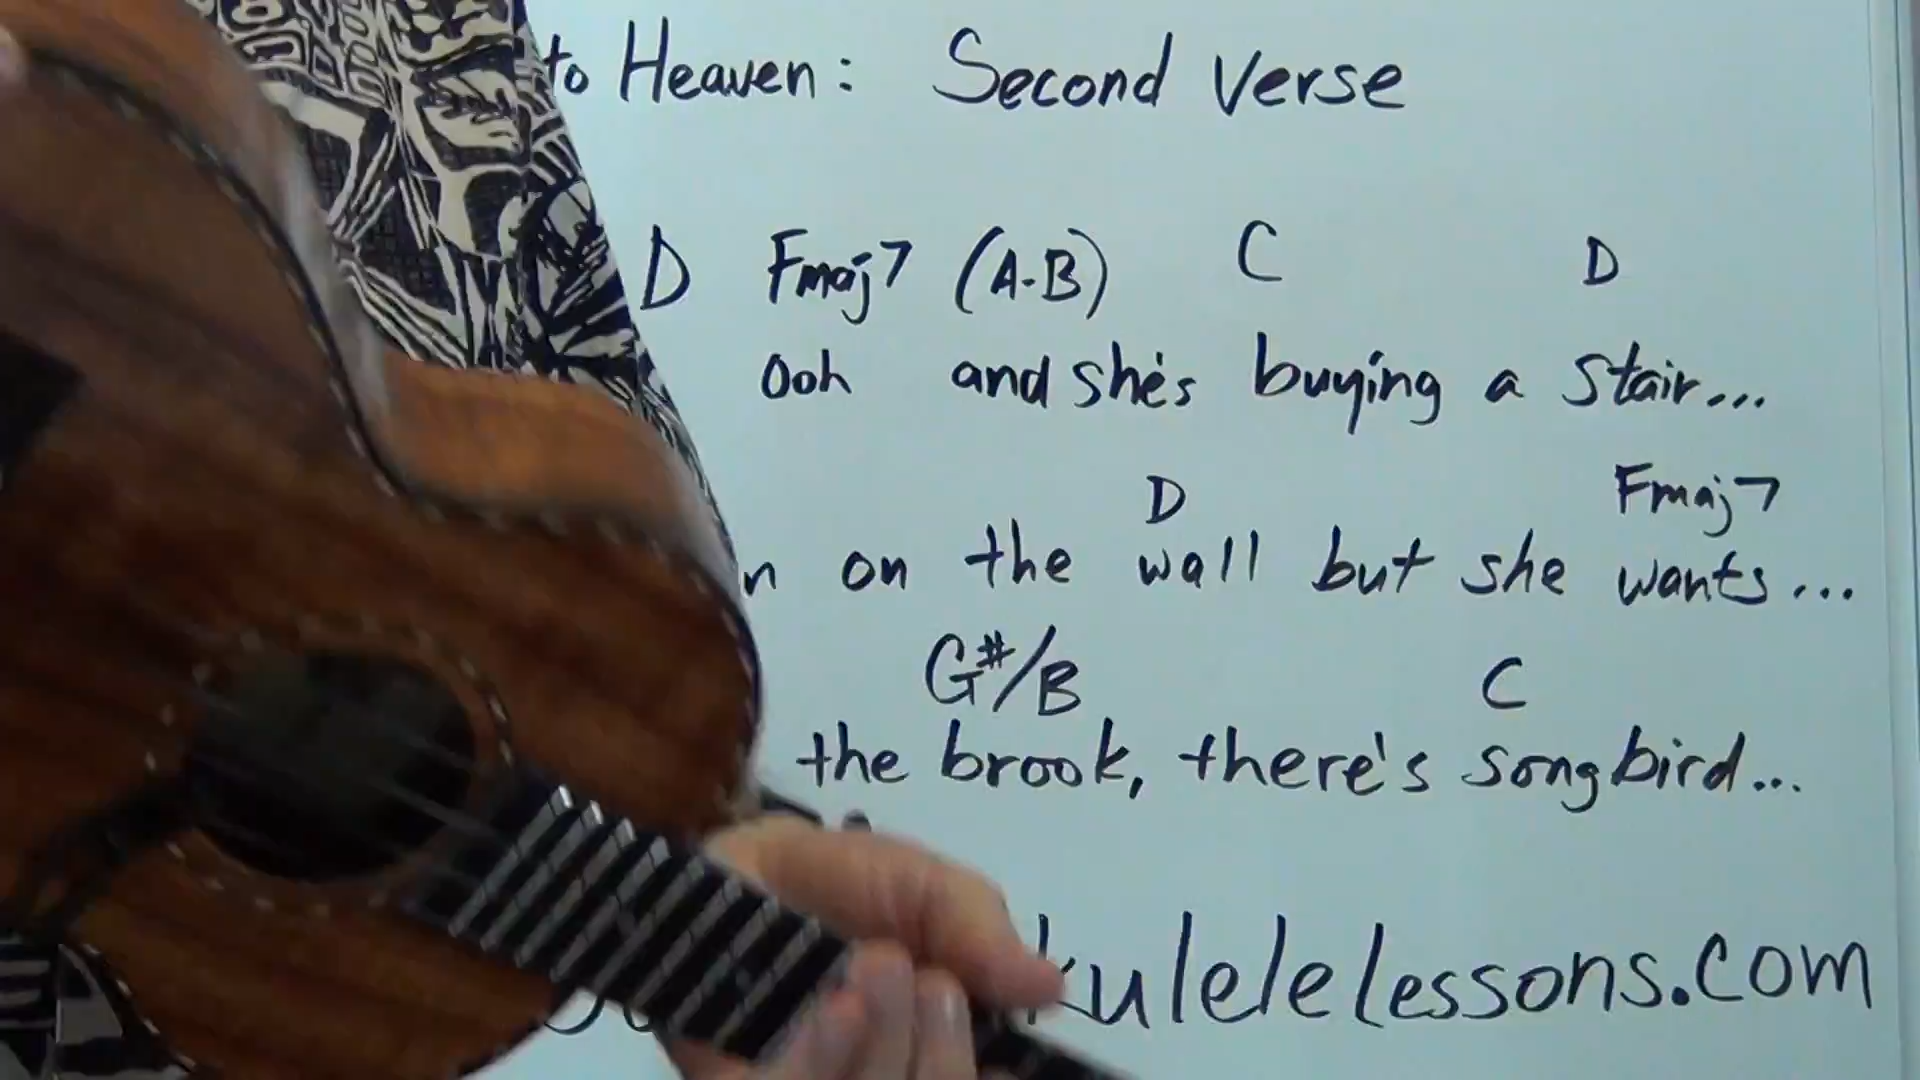 to Heaven: Second Verse
D Fmaj7 (A-B) C D
Ooh and she's buying a stair...
D Fmaj7
n on the wall but she wants...
G#/B C
the brook, there's songbird...
kulelelessons.com